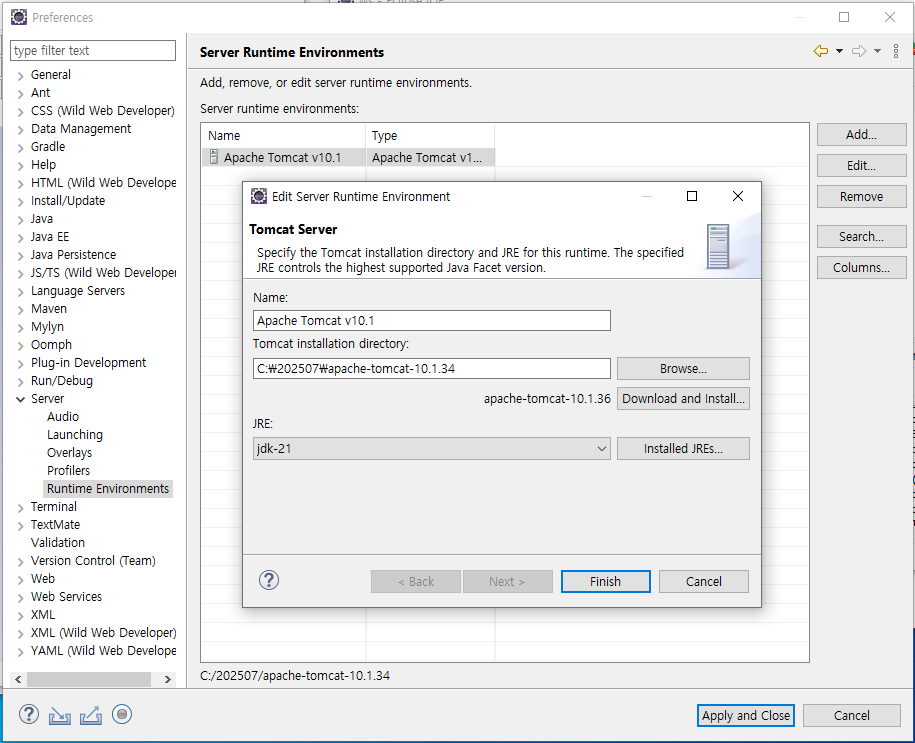 Preferences
type filter text
General
Ant
CSS (Wild Web Developer)
Data Management
Gradle
Help
HTML (Wild Web Develope
Install/Update
Java
Java EE
Java Persistence
JS/TS (Wild Web Developer
Language Servers
Maven
Mylyn
Oomph
Plug-in Development
Run/Debug
Server
Audio
Launching
Overlays
Profilers
Runtime Environments
Terminal
TextMate
Validation
Version Control (Team)
Web
Web Services
XML
XML (Wild Web Developer)
YAML (Wild Web Develope
Server Runtime Environments
Add, remove, or edit server runtime environments.
Server runtime environments:
Name Type
Apache Tomcat v10.1 Apache Tomcat v1...
Add...
Edit...
Remove
Search...
Columns...
Edit Server Runtime Environment
Tomcat Server
Specify the Tomcat installation directory and JRE for this runtime. The specified
JRE controls the highest supported Java Facet version.
Name:
Apache Tomcat v10.1
Tomcat installation directory:
C:₩202507₩apache-tomcat-10.1.34 Browse...
apache-tomcat-10.1.36 Download and Install...
JRE:
jdk-21 Installed JREs...
? < Back Next > Finish Cancel
C:/202507/apache-tomcat-10.1.34
? Apply and Close Cancel